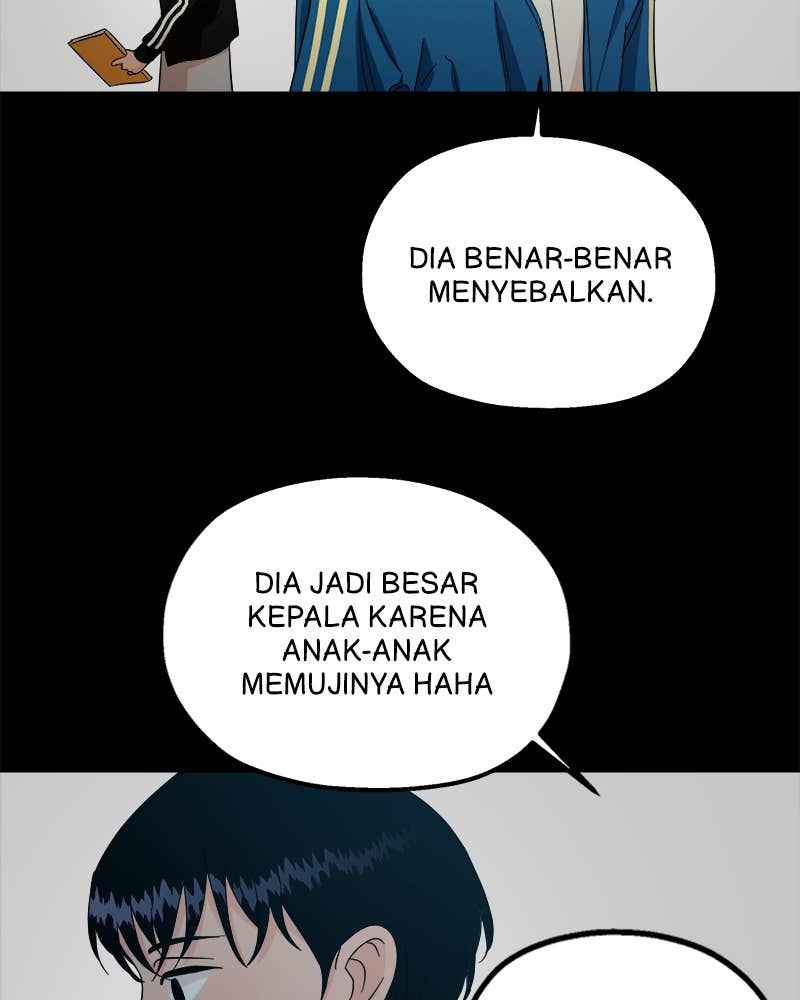 DIA BENAR-BENAR
MENYEBALKAN.
DIA JADI BESAR
KEPALA KARENA
ANAK-ANAK
MEMUJINYA HAHA